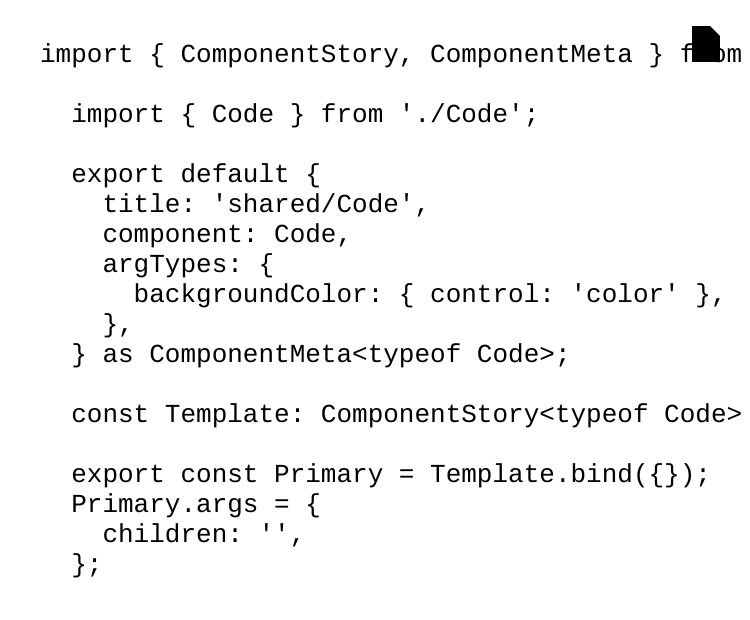 import { ComponentStory, ComponentMeta } from

import { Code } from './Code';

export default {
  title: 'shared/Code',
  component: Code,
  argTypes: {
    backgroundColor: { control: 'color' },
  },
} as ComponentMeta<typeof Code>;

const Template: ComponentStory<typeof Code>

export const Primary = Template.bind({});
Primary.args = {
  children: '',
};